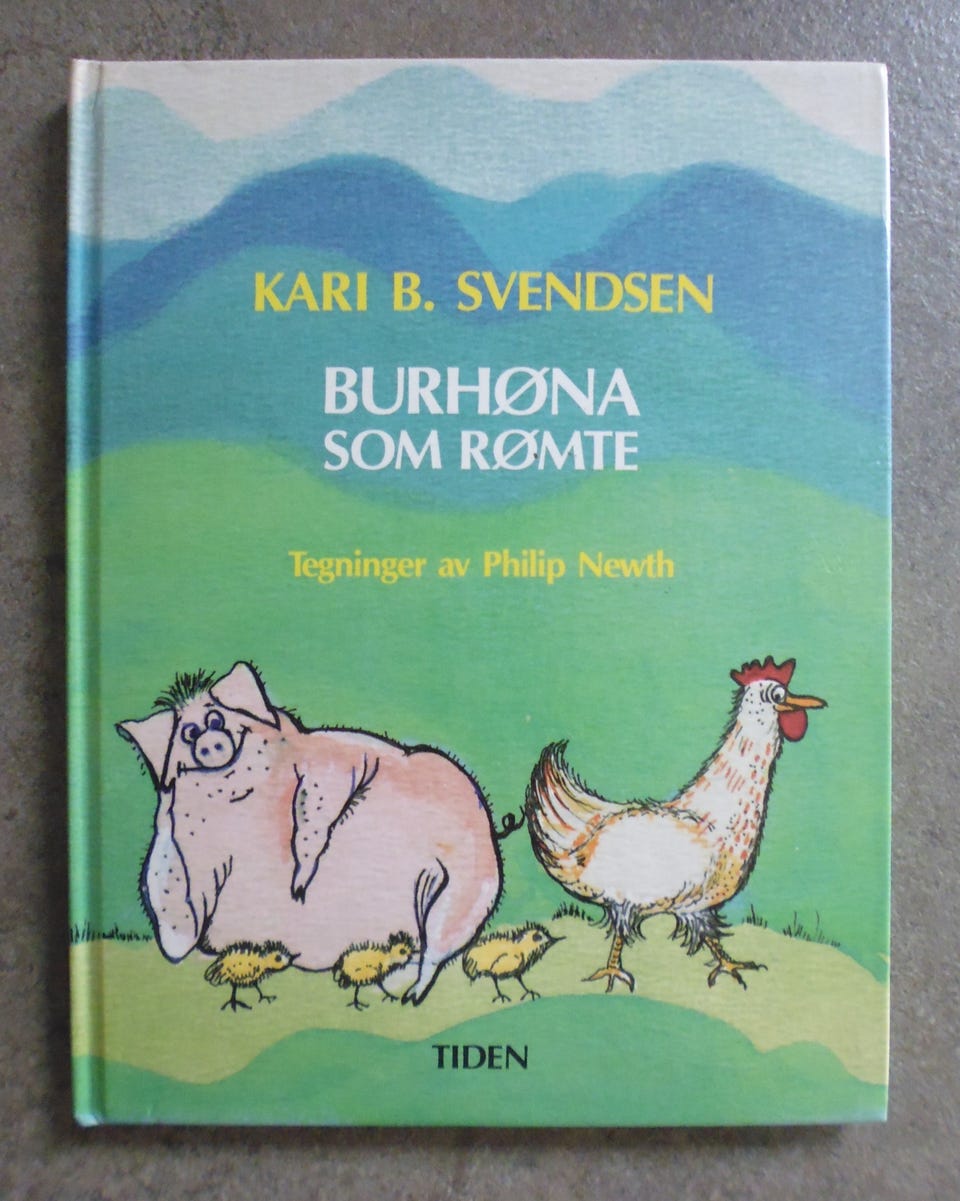 KARI B. SVENDSEN
BURHØNA
SOM RØMTE
Tegninger av Philip Newth
TIDEN